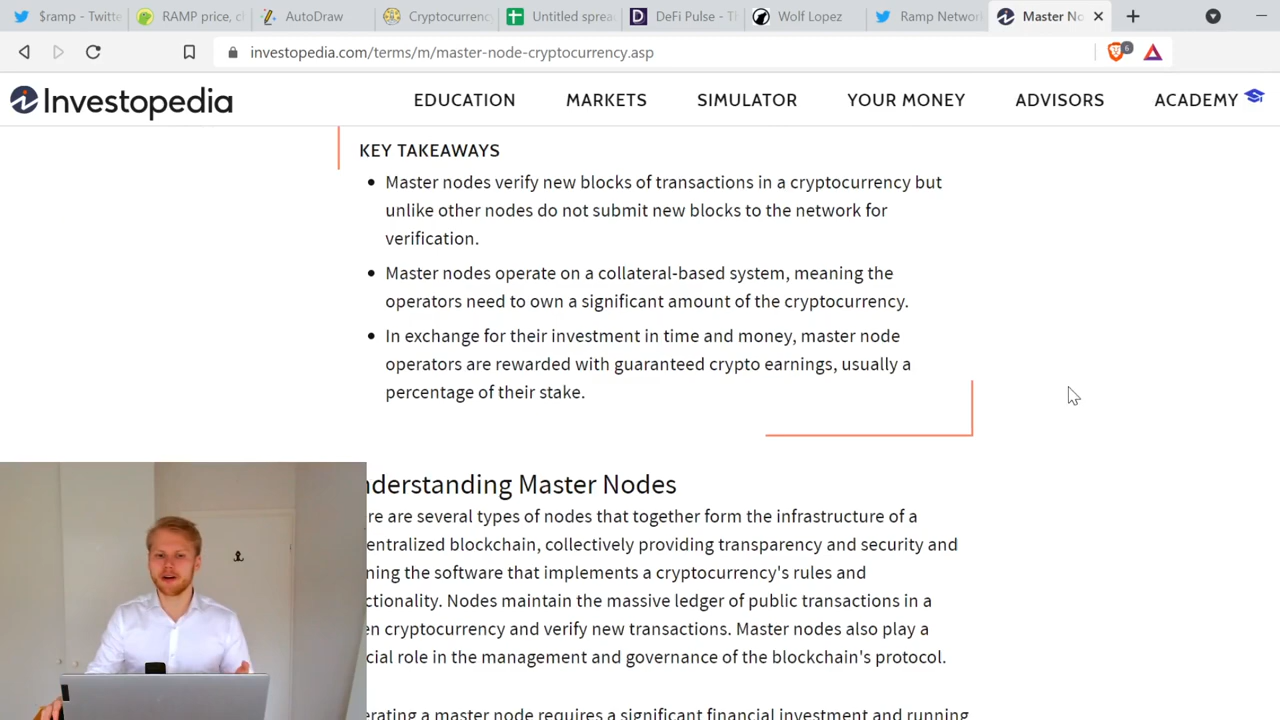 $ramp - Twitte
RAMP price, c
AutoDraw
Cryptocurrency
Untitled sprea
DeFi Pulse - T
Wolf Lopez
Ramp Networ
Master No
investopedia.com/terms/m/master-node-cryptocurrency.asp
6
Investopedia
EDUCATION
MARKETS
SIMULATOR
YOUR MONEY
ADVISORS
ACADEMY
KEY TAKEAWAYS
Master nodes verify new blocks of transactions in a cryptocurrency but
unlike other nodes do not submit new blocks to the network for
verification.
Master nodes operate on a collateral-based system, meaning the
operators need to own a significant amount of the cryptocurrency.
In exchange for their investment in time and money, master node
operators are rewarded with guaranteed crypto earnings, usually a
percentage of their stake.
nderstanding Master Nodes
re are several types of nodes that together form the infrastructure of a
entralized blockchain, collectively providing transparency and security and
ning the software that implements a cryptocurrency's rules and
ctionality. Nodes maintain the massive ledger of public transactions in a
en cryptocurrency and verify new transactions. Master nodes also play a
cial role in the management and governance of the blockchain's protocol.
erating a master node requires a significant financial investment and running